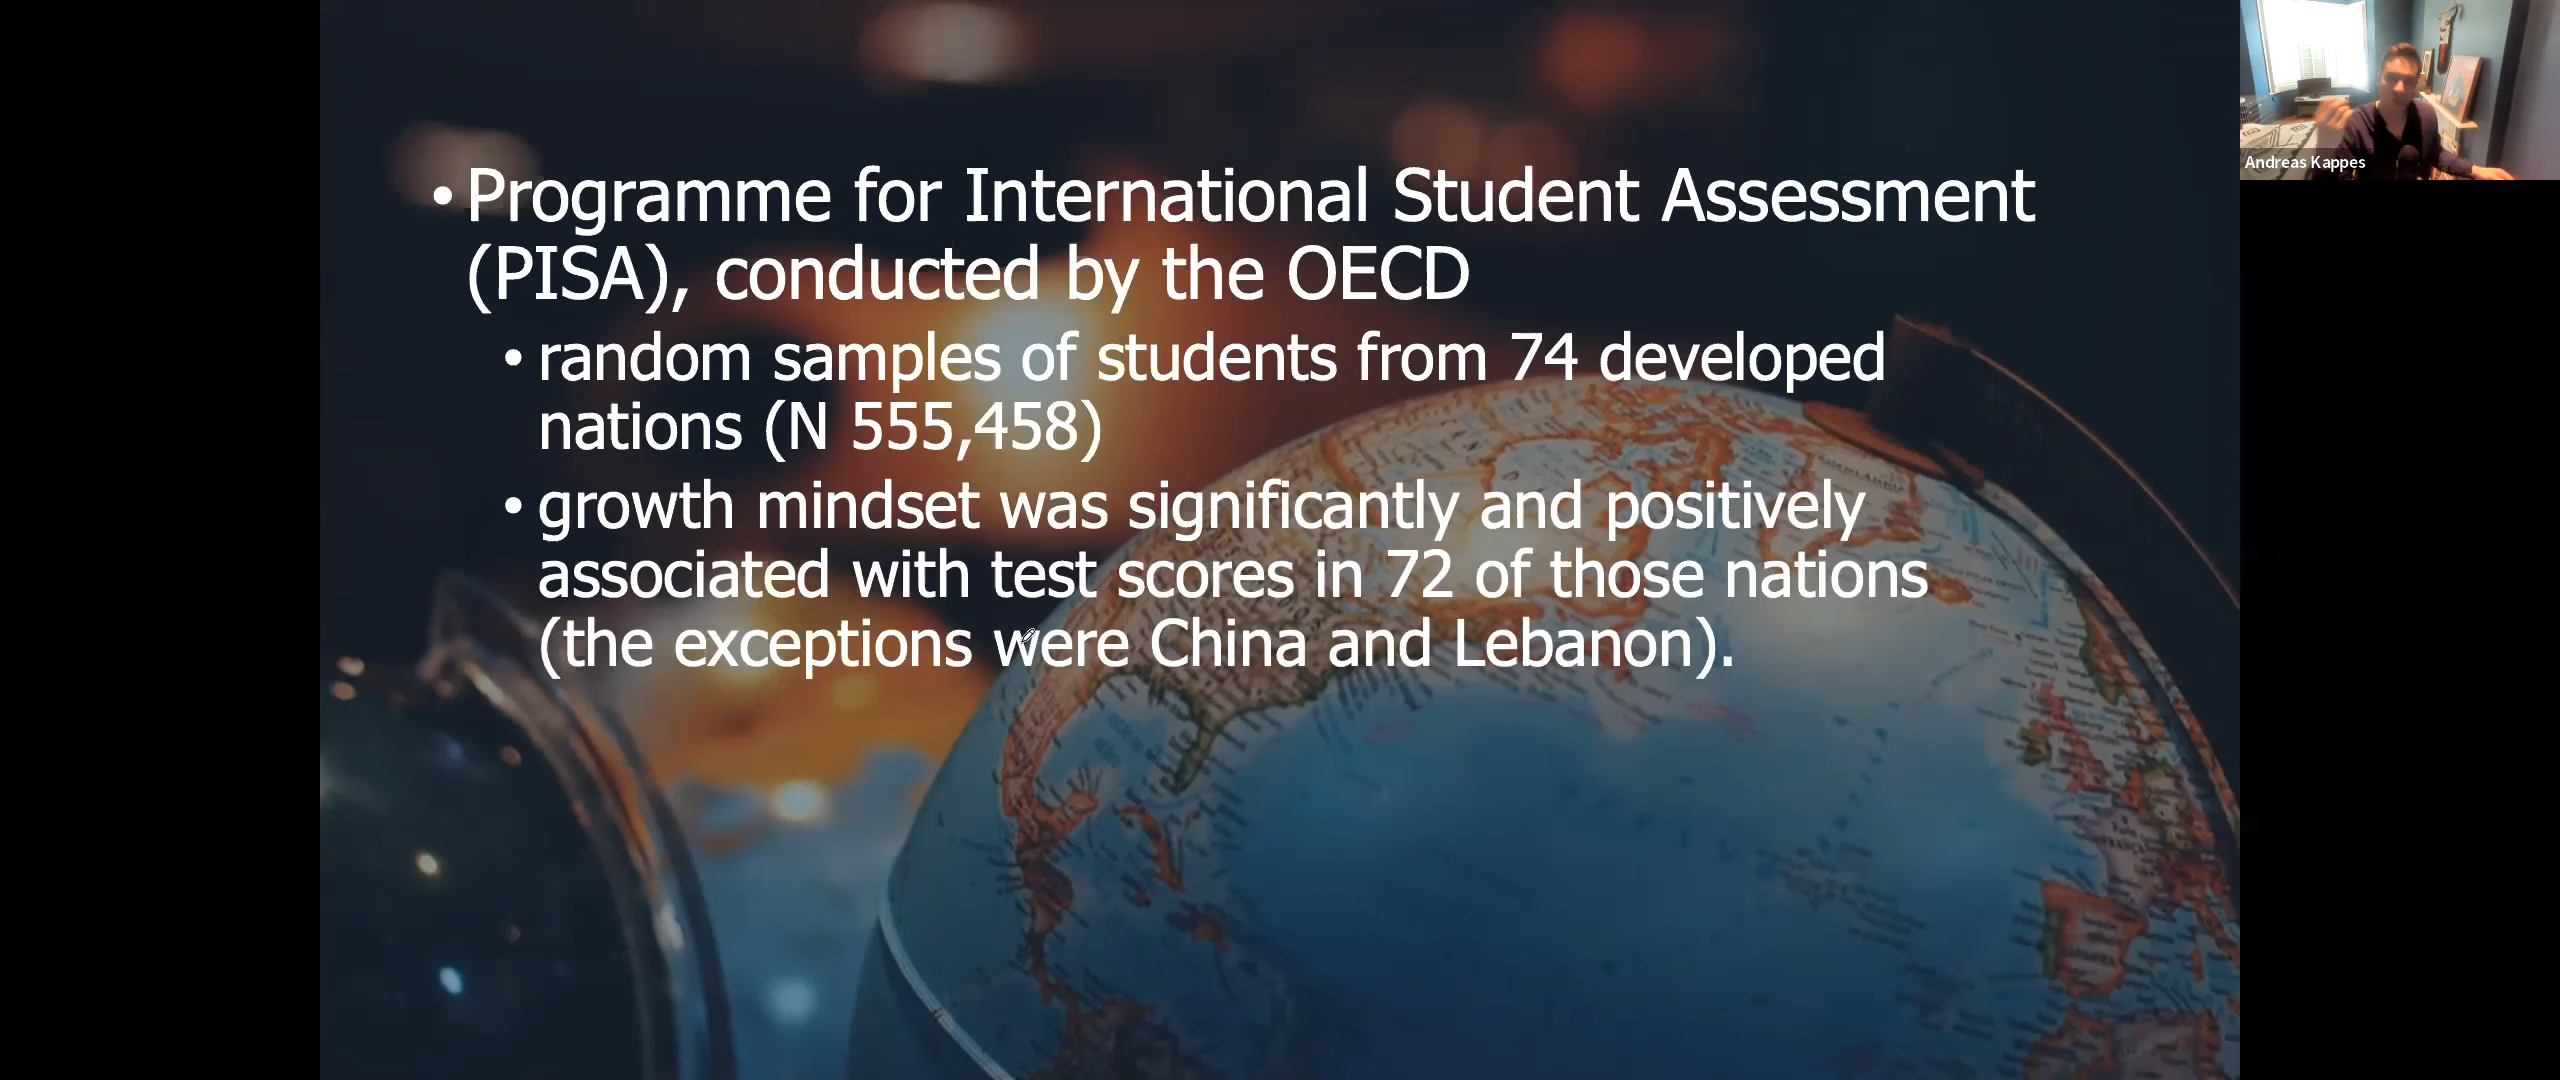 • Programme for International Student Assessment
(PISA), conducted by the OECD
• random samples of students from 74 developed
nations (N 555,458)
• growth mindset was significantly and positively
associated with test scores in 72 of those nations
(the exceptions were China and Lebanon).
Andreas Kappes